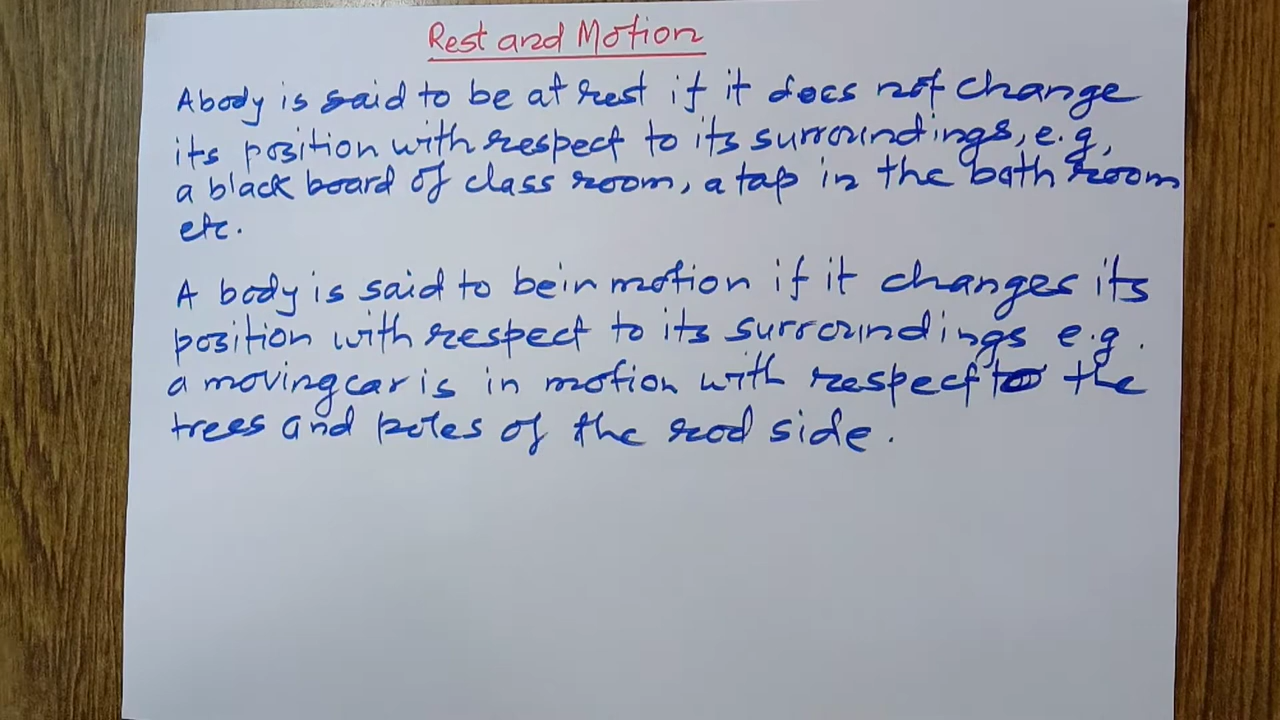 Rest and Motion
A body is said to be at rest if it does not change
its position with respect to its surroundings, e.g,
a black board of class room, a tap in the bath room
etc.
A body is said to be in motion if it changes its
position with respect to its surroundings e.g.
a moving car is in motion with respect to the
trees and poles of the rod side.